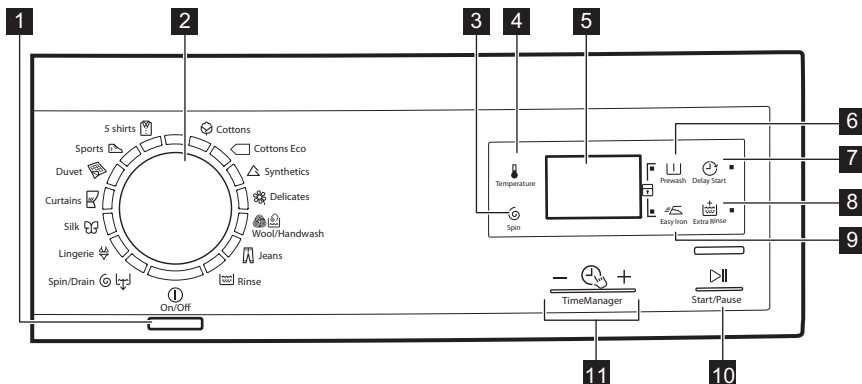 1
2
3
4
5
6
7
8
9
10
11
5 shirts
Sports
Duvet
Curtains
Silk
Lingerie
Spin/Drain
Cottons
Cottons Eco
Synthetics
Delicates
Wool/Handwash
Jeans
Rinse
On/Off
Temperature
Spin
Prewash
Delay Start
Easy Iron
Extra Rinse
TimeManager
Start/Pause